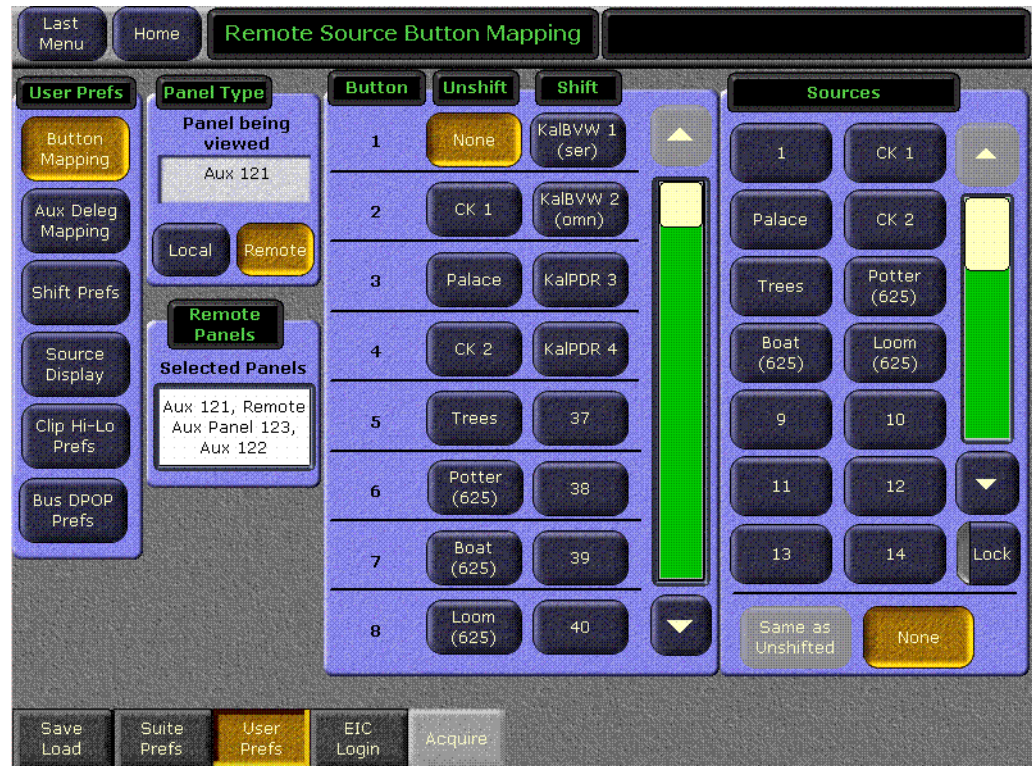 Last
Menu
Home
Remote Source Button Mapping
User Prefs
Button
Mapping
Aux Deleg
Mapping
Shift Prefs
Source
Display
Clip Hi-Lo
Prefs
Bus DPOP
Prefs
Panel Type
Panel being
viewed
Aux 121
Local
Remote
Remote
Panels
Selected Panels
Aux 121, Remote
Aux Panel 123,
Aux 122
Button
Unshift
Shift
1
None
KalBVW 1
(ser)
2
CK 1
KalBVW 2
(omn)
3
Palace
KalPDR 3
4
CK 2
KalPDR 4
5
Trees
37
6
Potter
(625)
38
7
Boat
(625)
39
8
Loom
(625)
40
Sources
1
CK 1
Palace
CK 2
Trees
Potter
(625)
Boat
(625)
Loom
(625)
9
10
11
12
13
14
Lock
Same as
Unshifted
None
Save
Load
Suite
Prefs
User
Prefs
EIC
Login
Acquire